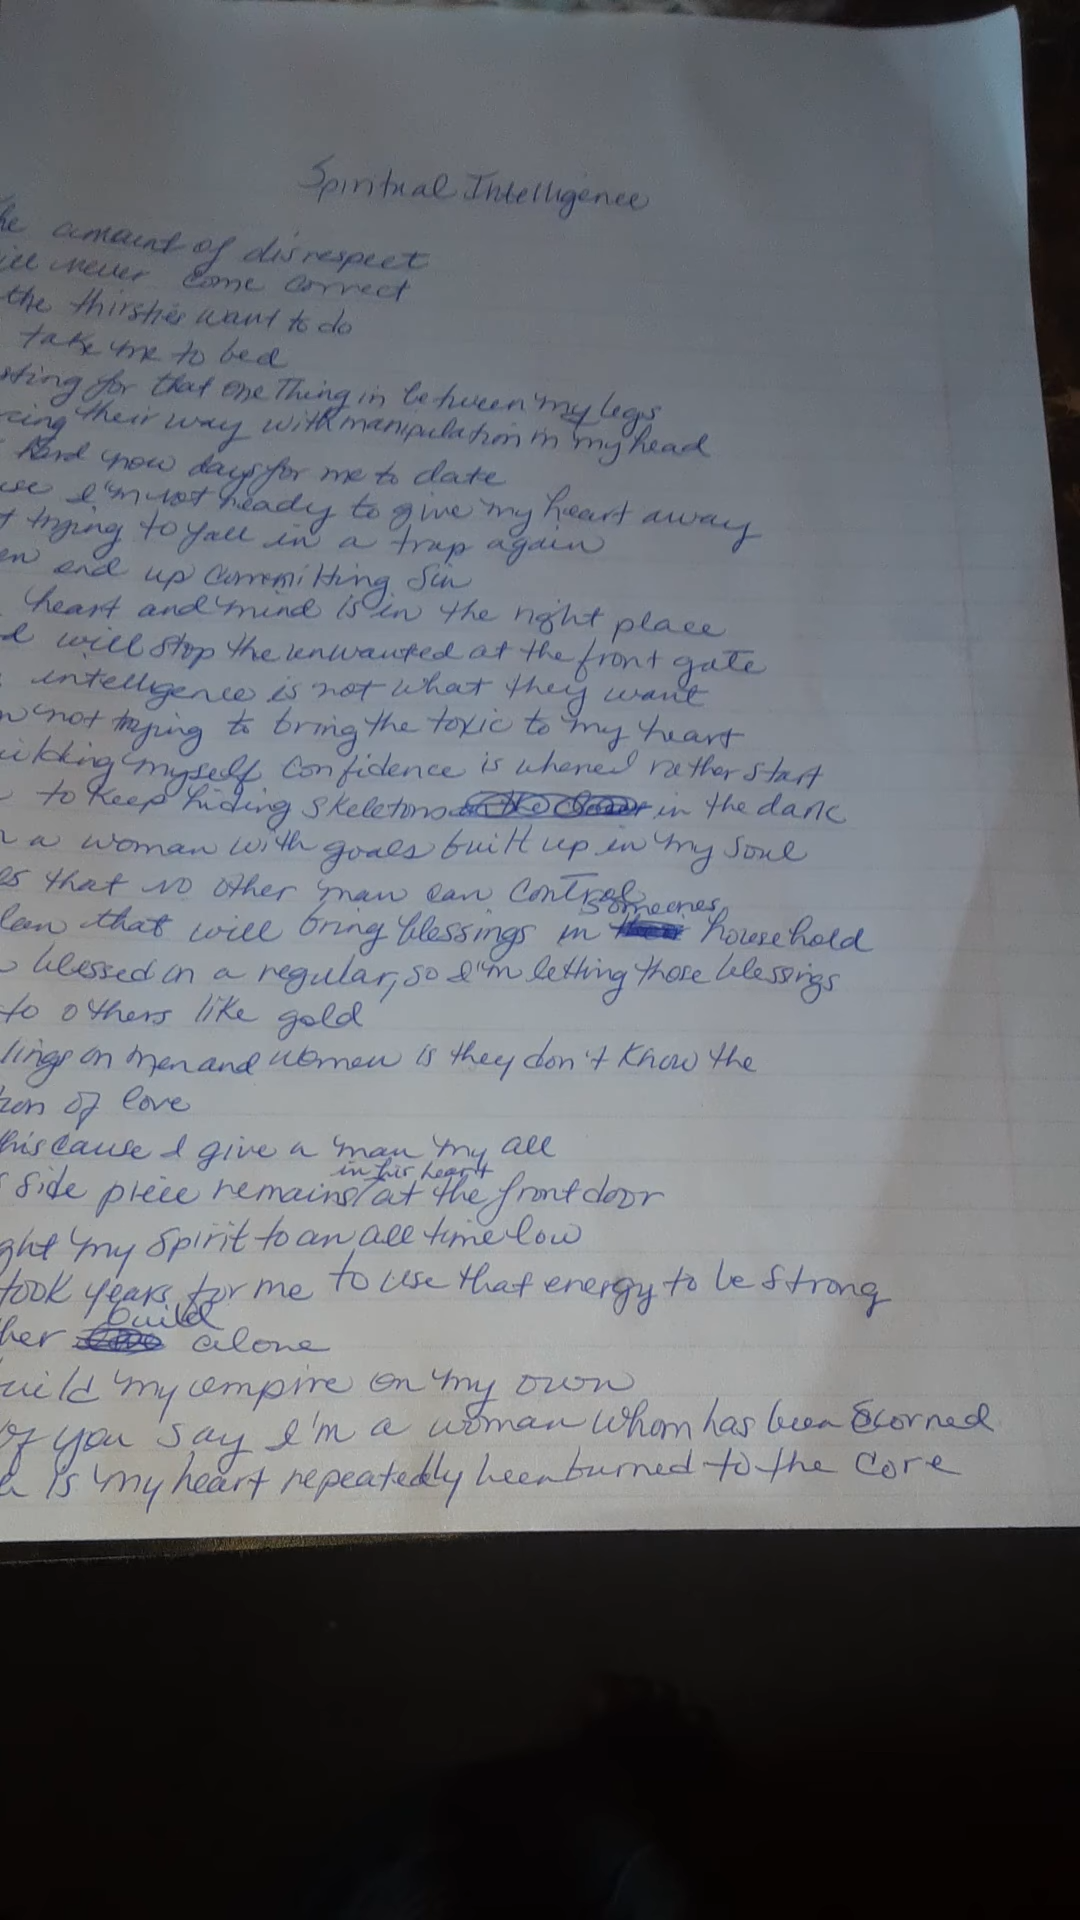 Spiritual Intelligence
he amount of disrespect
ill never come correct
the thirsties want to do
take me to bed
sting for that one Thing in between my legs
cing their way with manipulation in my head
hard now days for me to date
use I'm not ready to give my heart away
t trying to fall in a trap again
en end up committing Sin
heart and mind is in the right place
d will stop the unwanted at the front gate
intelligence is not what they want
not trying to bring the toxic to my heart
uilding myself confidence is where I rather start
to keep hiding skeletons in the dark
a woman with goals built up in my soul
es that no other man can control
lan that will bring blessings in someones household
blessed on a regular, so I'm letting those blessings
to others like gold
lings on men and women is they don't know the
ion of love
this cause I give a man my all
side piece remains in his heart at the front door
ght my spirit to an all time low
took years for me to use that energy to be strong
her build alone
uild my empire on my own
of you say I'm a woman whom has been scorned
is my heart repeatedly been burned to the core